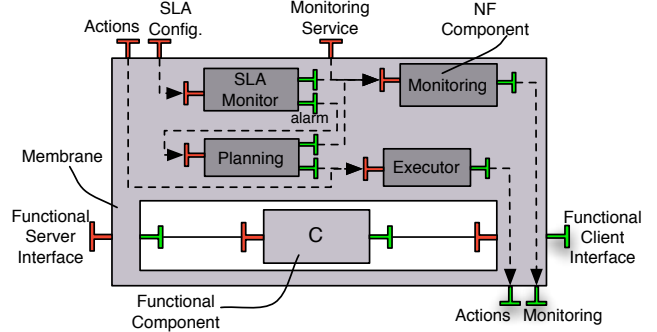 Actions
SLA
Config.
Monitoring
Service
NF
Component
SLA
Monitor
alarm
Monitoring
Planning
Executor
Membrane
Functional
Server
Interface
C
Functional
Client
Interface
Functional
Component
Actions
Monitoring